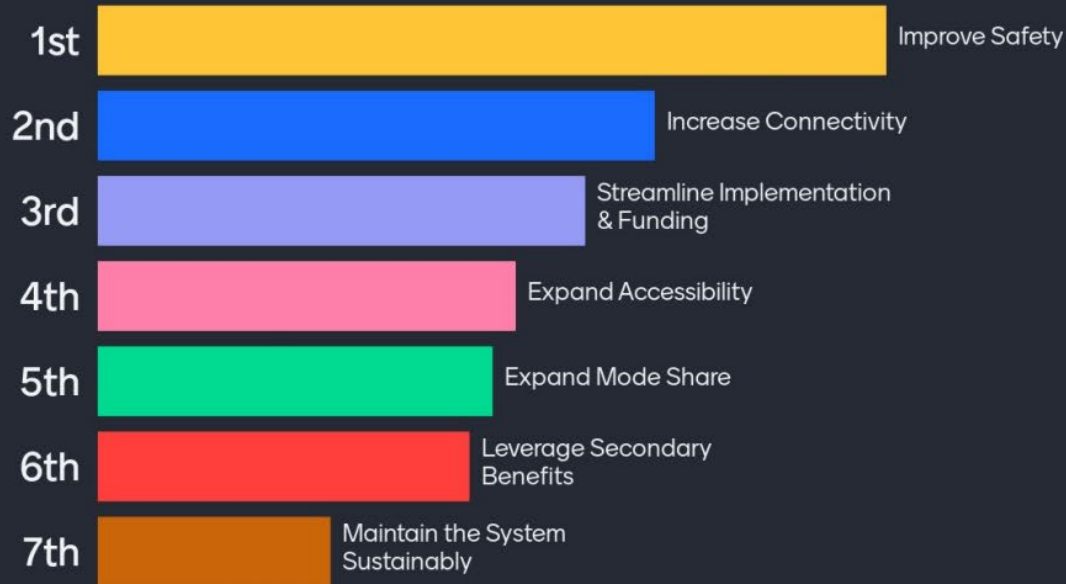 1st
Improve Safety
2nd
Increase Connectivity
3rd
Streamline Implementation
& Funding
4th
Expand Accessibility
5th
Expand Mode Share
6th
Leverage Secondary
Benefits
7th
Maintain the System
Sustainably